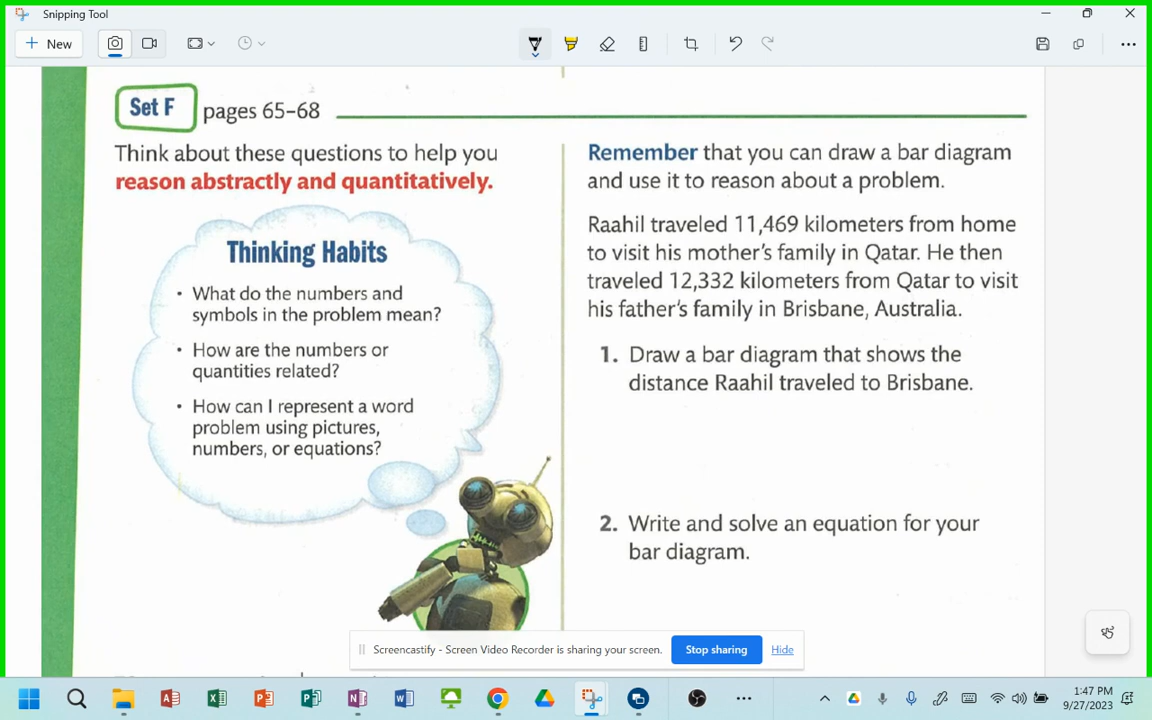 Snipping Tool
New
Set F pages 65–68
Think about these questions to help you
reason abstractly and quantitatively.
Thinking Habits
• What do the numbers and
symbols in the problem mean?
• How are the numbers or
quantities related?
• How can I represent a word
problem using pictures,
numbers, or equations?
Remember that you can draw a bar diagram
and use it to reason about a problem.
Raahil traveled 11,469 kilometers from home
to visit his mother's family in Qatar. He then
traveled 12,332 kilometers from Qatar to visit
his father's family in Brisbane, Australia.
1. Draw a bar diagram that shows the
distance Raahil traveled to Brisbane.
2. Write and solve an equation for your
bar diagram.
Screencastify - Screen Video Recorder is sharing your screen. Stop sharing Hide
1:47 PM
9/27/2023